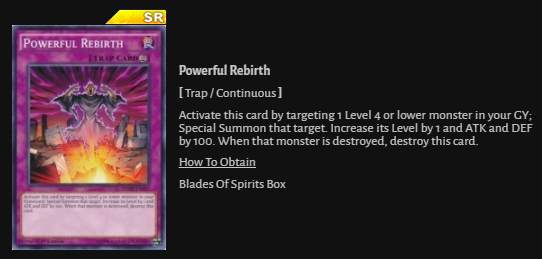 SR
Powerful Rebirth
Trap Card
Powerful Rebirth
[ Trap / Continuous ]
Activate this card by targeting 1 Level 4 or lower monster in your GY;
Special Summon that target. Increase its Level by 1 and ATK and DEF
by 100. When that monster is destroyed, destroy this card.
How To Obtain
Blades Of Spirits Box